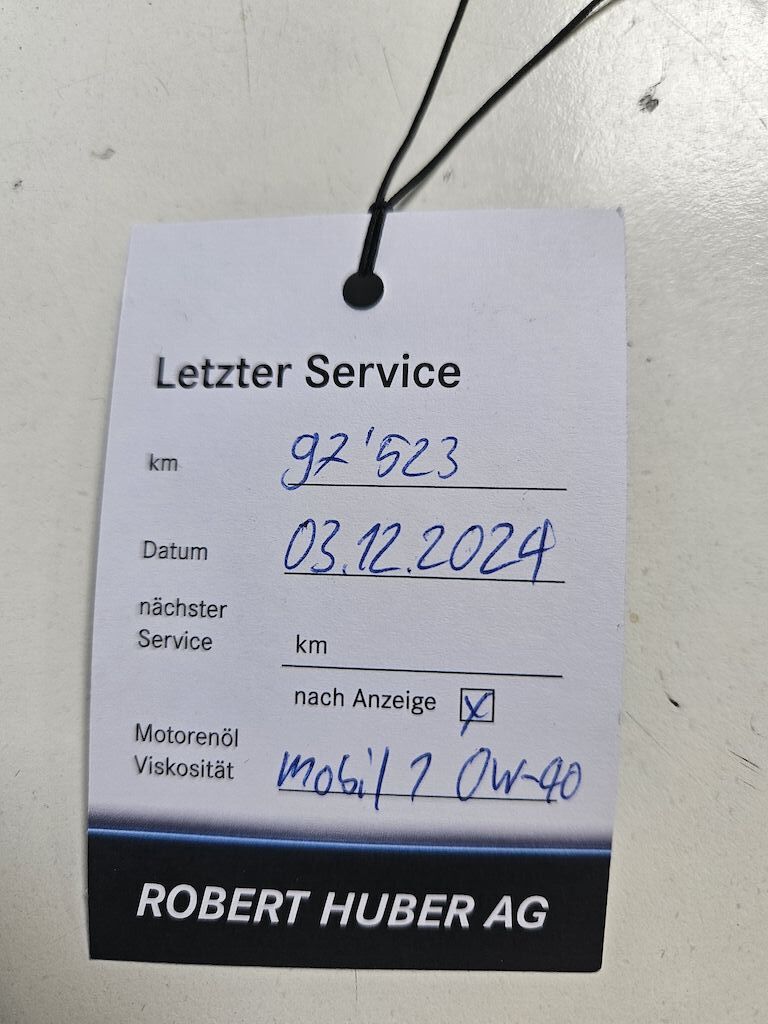 Letzter Service
km 97'523
Datum 03.12.2024
nächster
Service km
nach Anzeige X
Motorenöl
Viskosität Mobil 1 0W-40
ROBERT HUBER AG